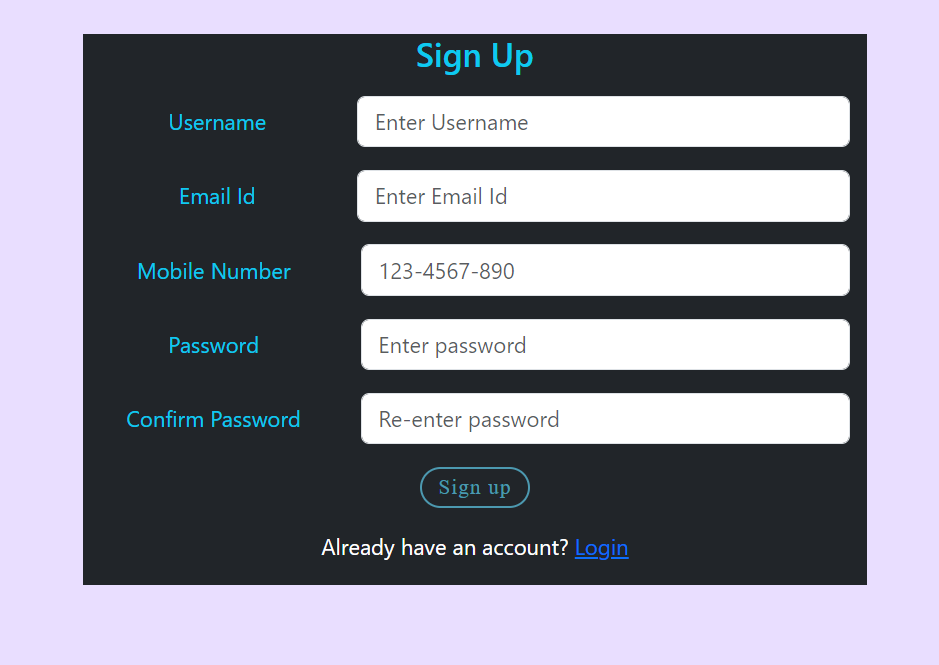 Sign Up
Username Enter Username
Email Id Enter Email Id
Mobile Number 123-4567-890
Password Enter password
Confirm Password Re-enter password
Sign up
Already have an account? Login